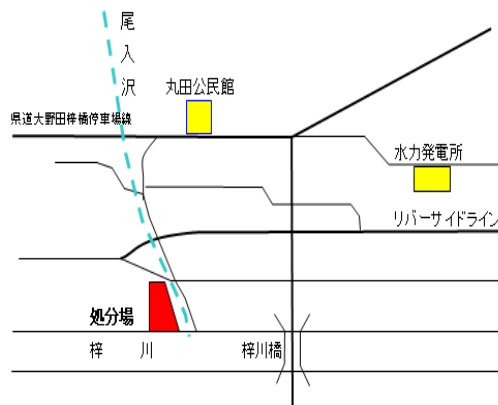 尾入沢
丸田公民館
県道大野田梓橋停車場線
水力発電所
リバーサイドライン
処分場
梓川
梓川橋